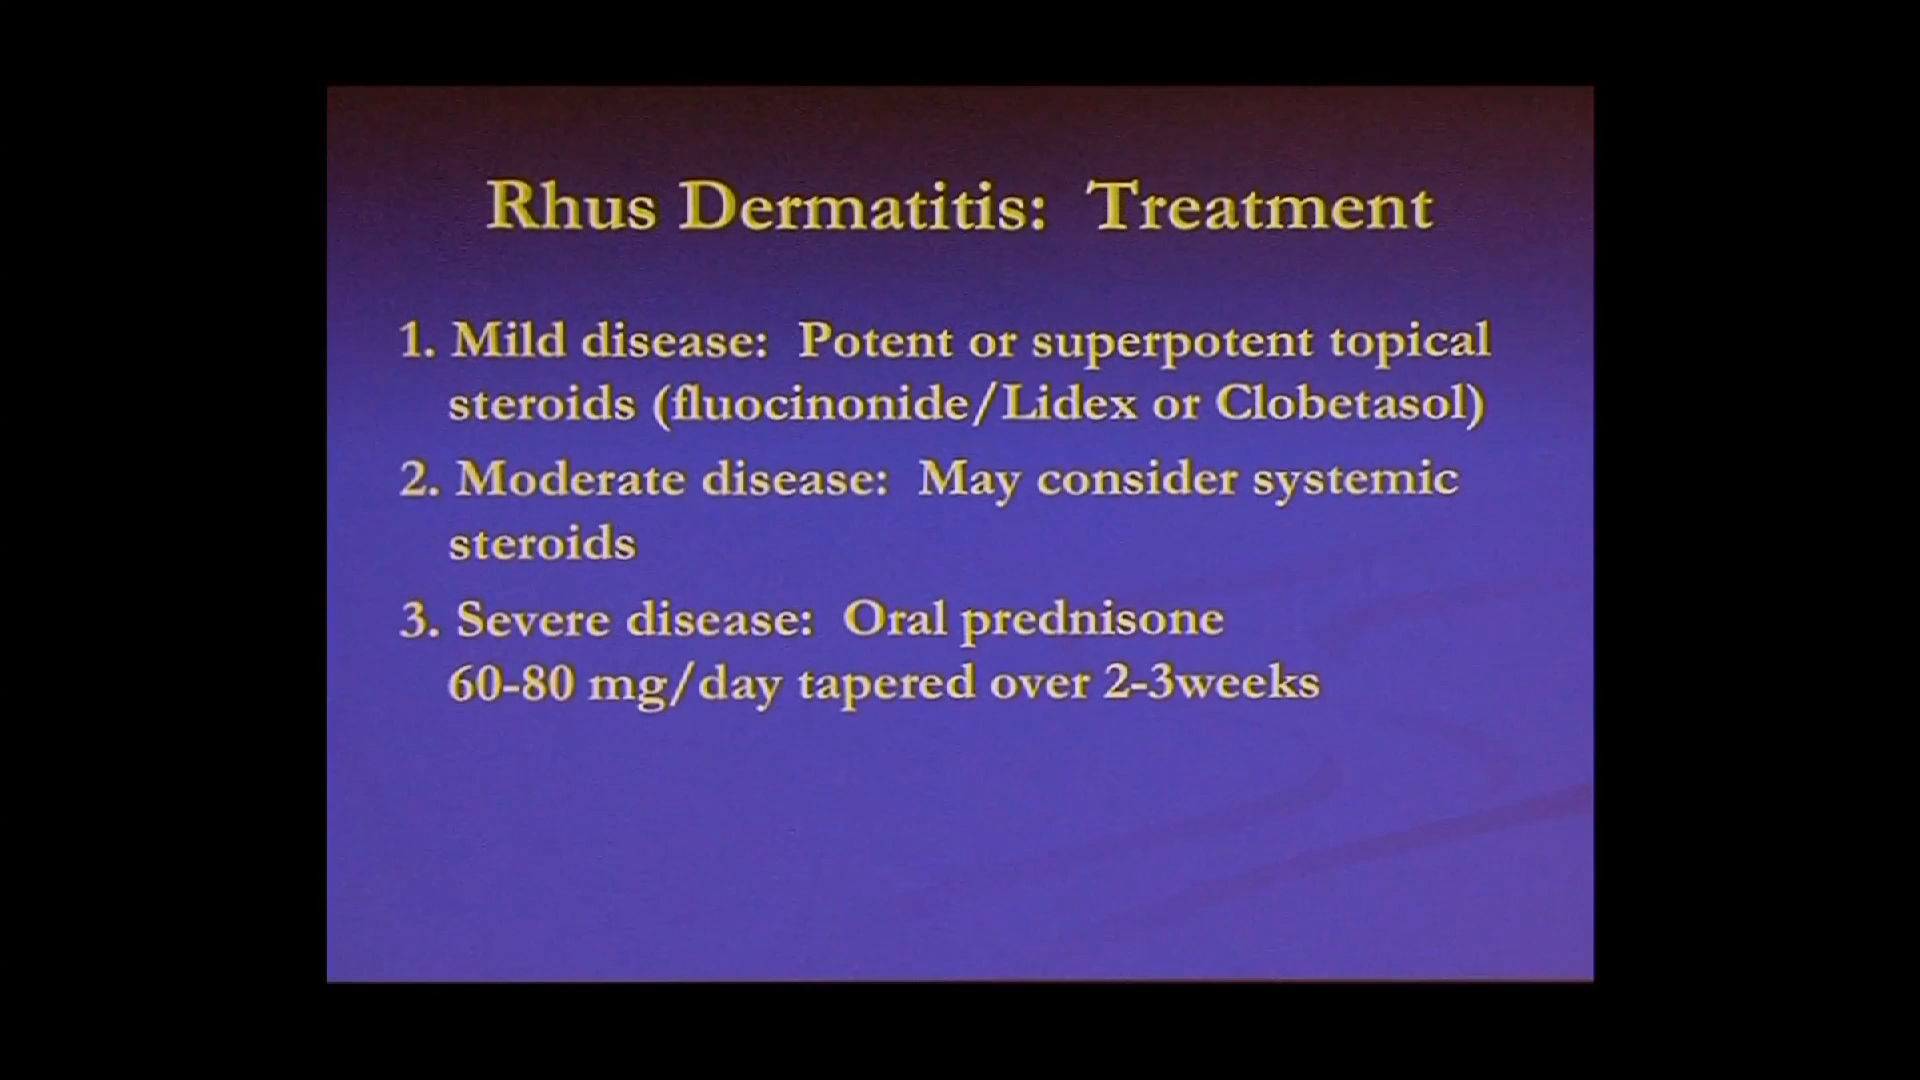 Rhus Dermatitis: Treatment
1. Mild disease: Potent or superpotent topical
steroids (fluocinonide/Lidex or Clobetasol)
2. Moderate disease: May consider systemic
steroids
3. Severe disease: Oral prednisone
60-80 mg/day tapered over 2-3weeks